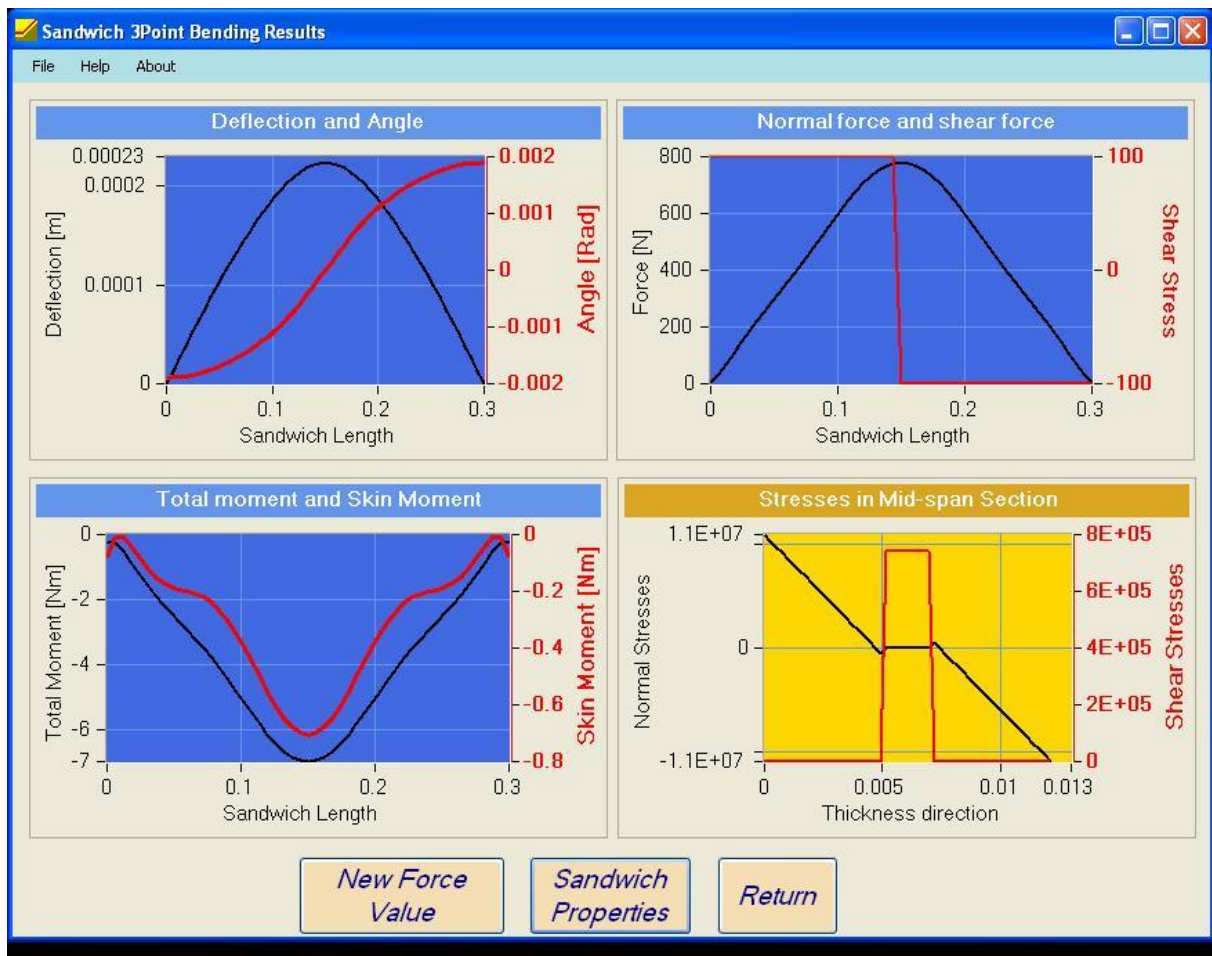 Sandwich 3Point Bending Results
File Help About
Deflection and Angle
0.00023
0.0002
0.0001
0
Deflection [m]
0.002
0.001
0
-0.001
-0.002
Angle [Rad]
0 0.1 0.2 0.3
Sandwich Length
Normal force and shear force
800
600
400
200
0
Force [N]
100
0
-100
Shear Stress
0 0.1 0.2 0.3
Sandwich Length
Total moment and Skin Moment
0
-2
-4
-6
-7
Total Moment [Nm]
0
-0.2
-0.4
-0.6
-0.8
Skin Moment [Nm]
0 0.1 0.2 0.3
Sandwich Length
Stresses in Mid-span Section
1.1E+07
0
-1.1E+07
Normal Stresses
8E+05
6E+05
4E+05
2E+05
0
Shear Stresses
0 0.005 0.01 0.013
Thickness direction
New Force
Value
Sandwich
Properties
Return